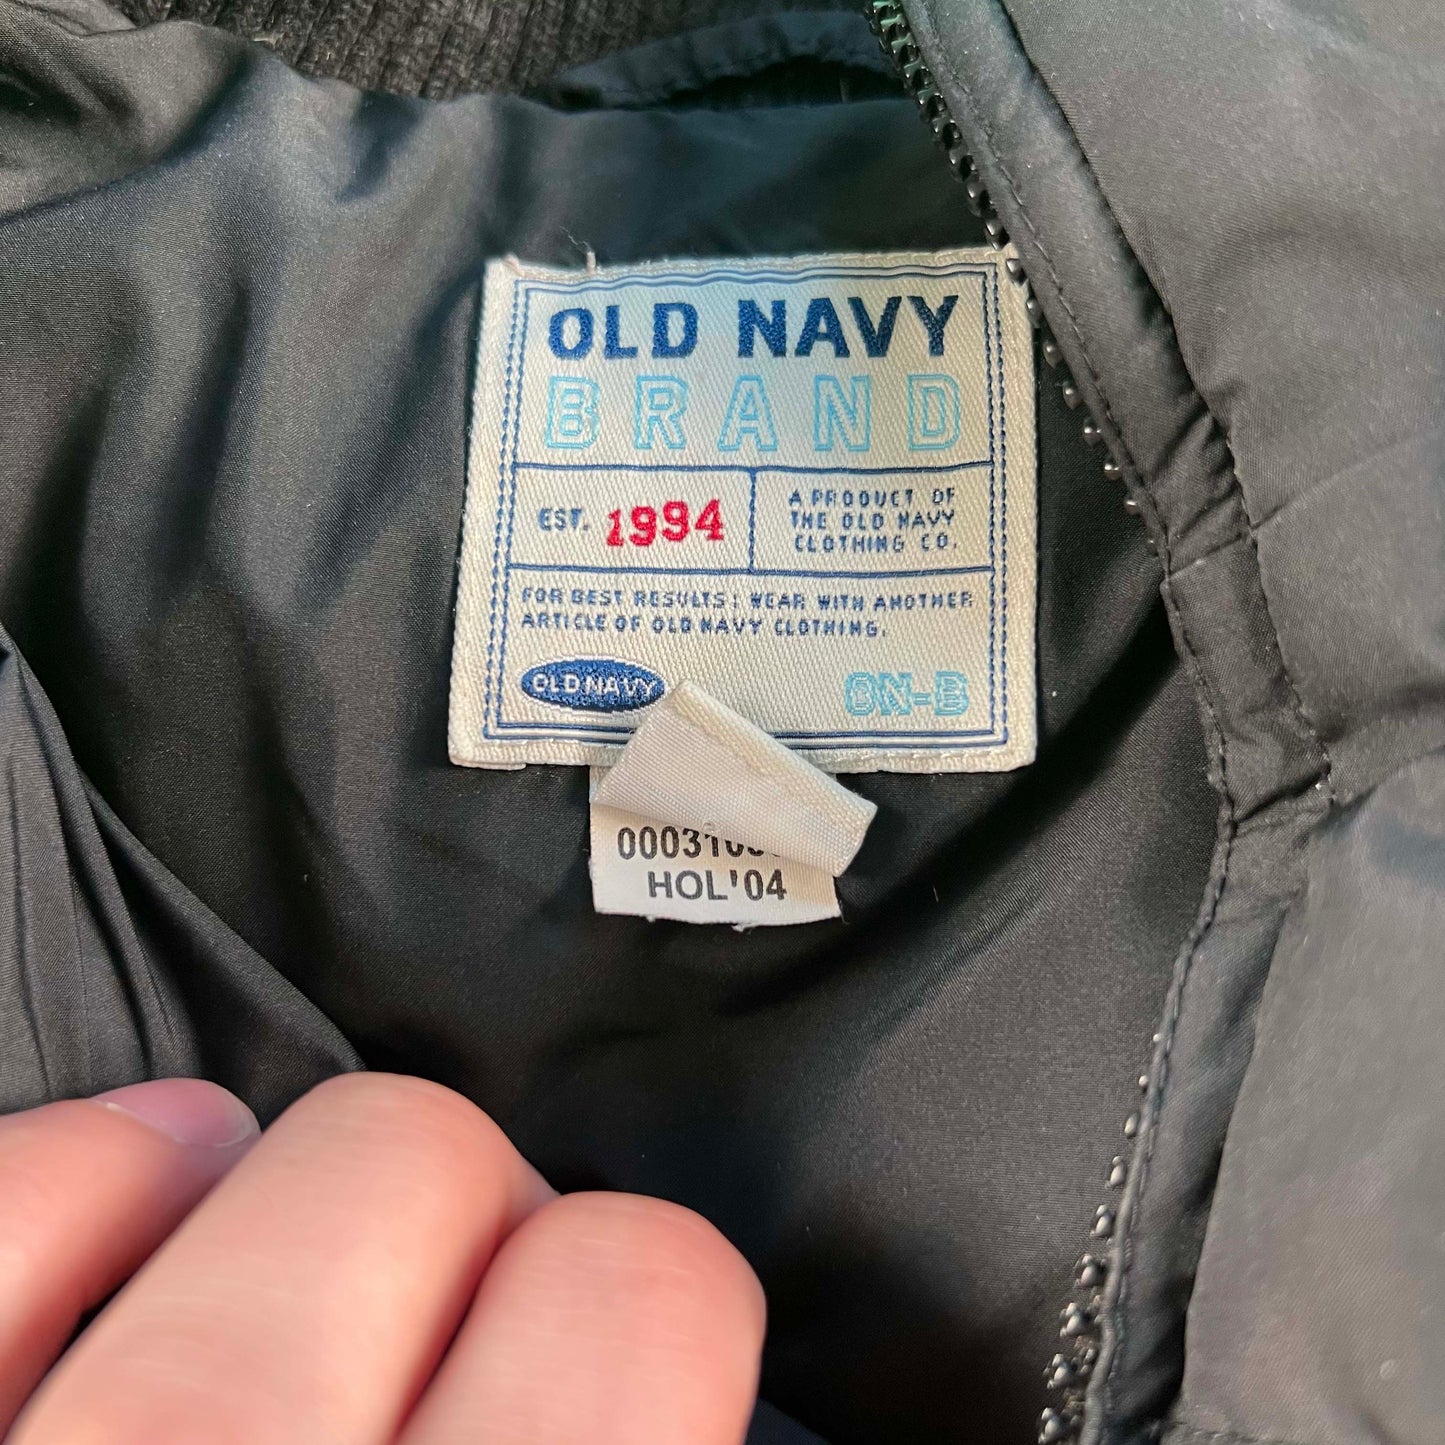 OLD NAVY
BRAND
EST. 1994
A PRODUCT OF
THE OLD NAVY
CLOTHING CO.
FOR BEST RESULTS: WEAR WITH ANOTHER
ARTICLE OF OLD NAVY CLOTHING.
OLD NAVY
ON-B
HOL'04